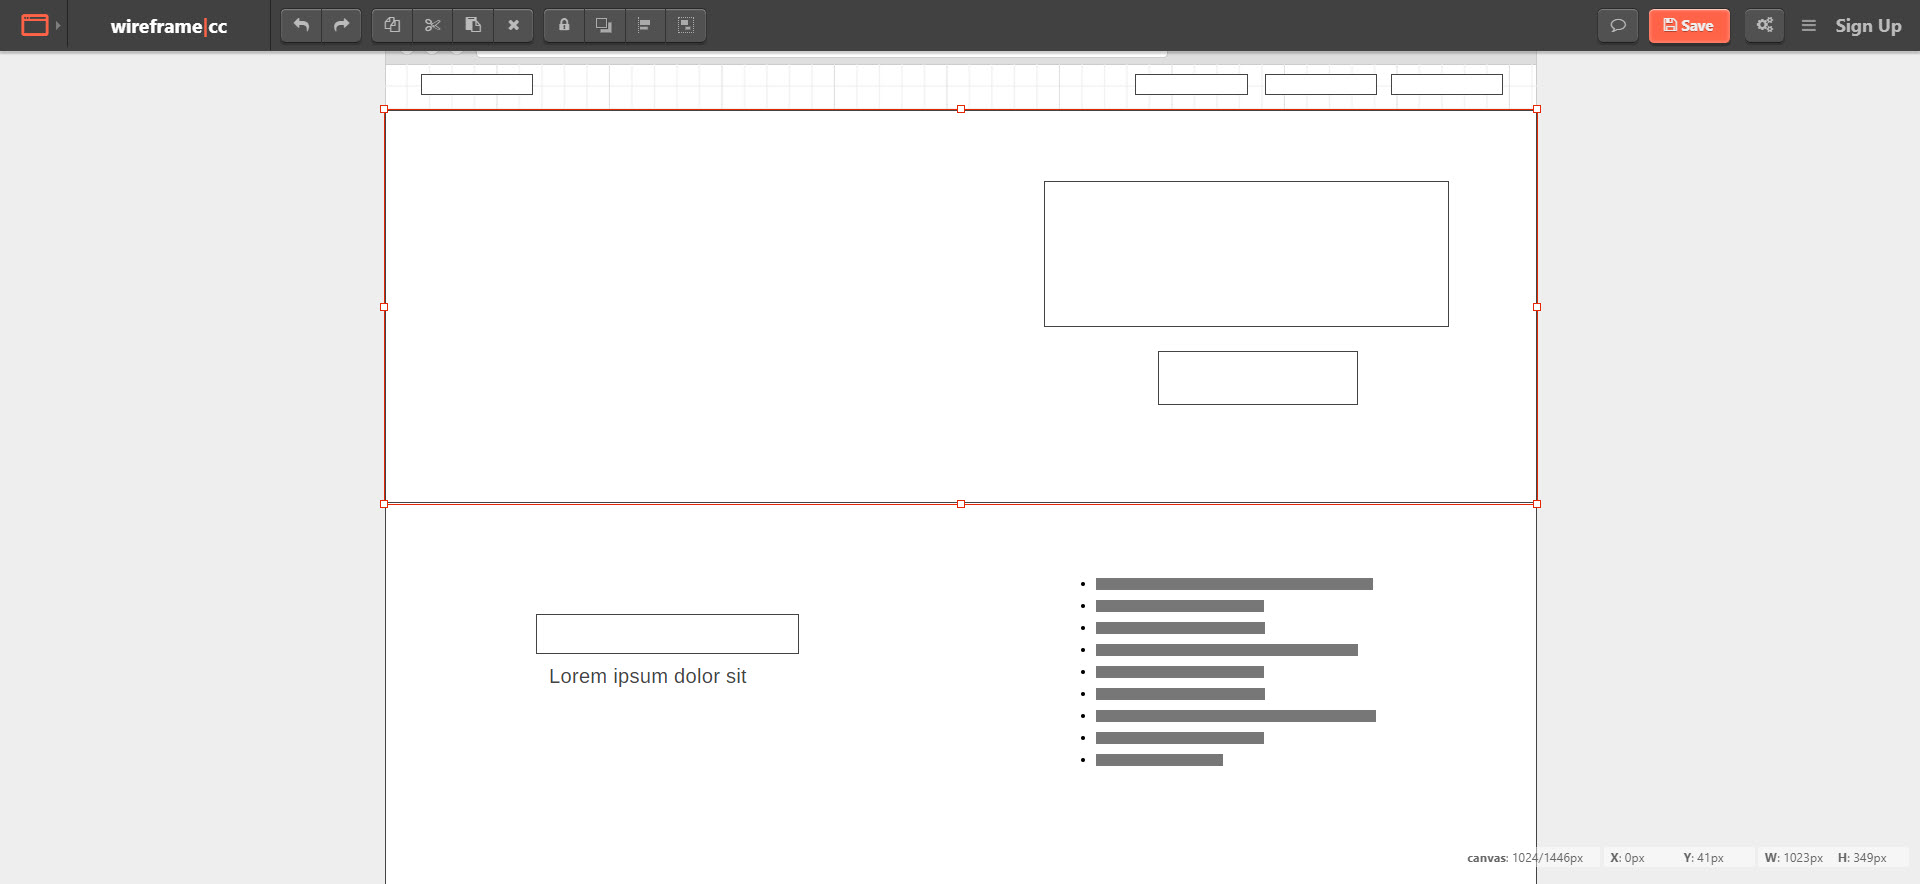 wireframe|cc
Save
Sign Up
Lorem ipsum dolor sit
canvas: 1024/1446px X: 0px Y: 41px W: 1023px H: 349px